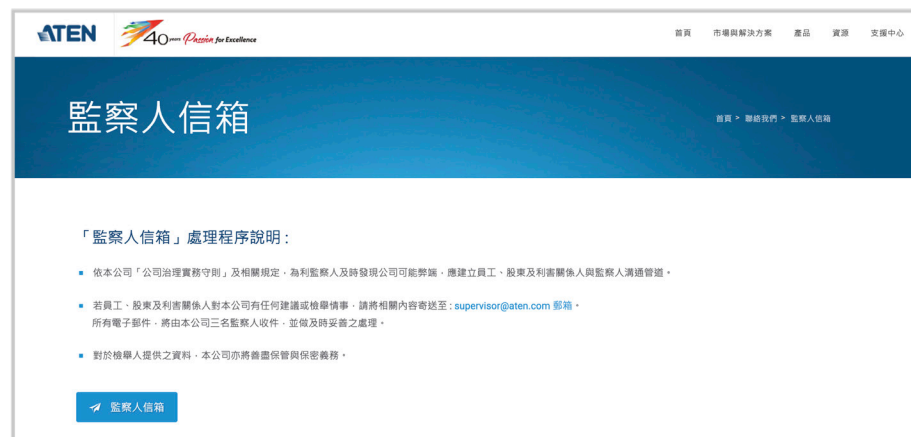 ATEN
40 years Passion for Excellence
首頁 市場與解決方案 產品 資源 支援中心
監察人信箱
首頁 > 聯絡我們 > 監察人信箱
「監察人信箱」處理程序說明:
依本公司「公司治理實務守則」及相關規定，為利監察人及時發現公司可能弊端，應建立員工、股東及利害關係人與監察人溝通管道。
若員工、股東及利害關係人對本公司有任何建議或檢舉情事，請將相關內容寄送至 : supervisor@aten.com 郵箱。
所有電子郵件，將由本公司三名監察人收件，並做及時妥善之處理。
對於檢舉人提供之資料，本公司亦將善盡保管與保密義務。
監察人信箱